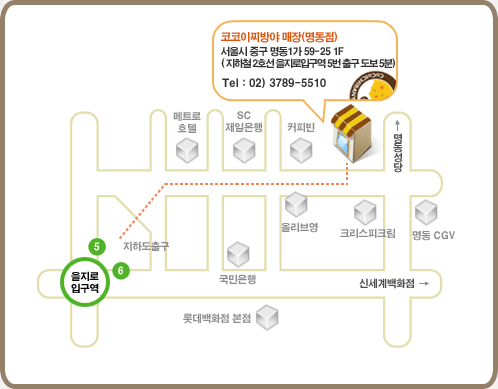 코코이찌방야 매장(명동점)
서울시 중구 명동1가 59-25 1F
( 지하철 2호선 을지로입구역 5번 출구 도보 5분)
Tel : 02) 3789-5510
메트로
호텔
SC
제일은행
커피빈
↑
명동성당
올리브영
크리스피크림
명동 CGV
지하도출구
5
6
을지로
입구역
국민은행
신세계백화점 →
롯데백화점 본점